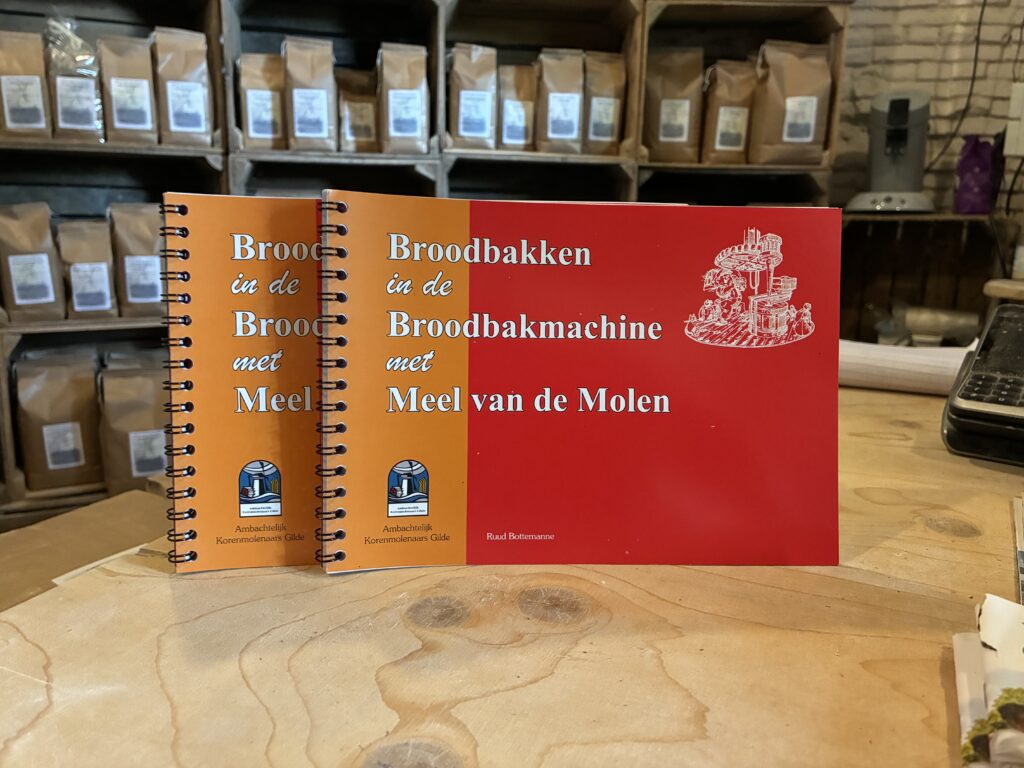 Brood
in de
Brood
met
Meel
Ambachtelijk
Korenmolenaars Gilde
Broodbakken
in de
Broodbakmachine
met
Meel van de Molen
Ambachtelijk
Korenmolenaars Gilde
Ruud Bottemanne